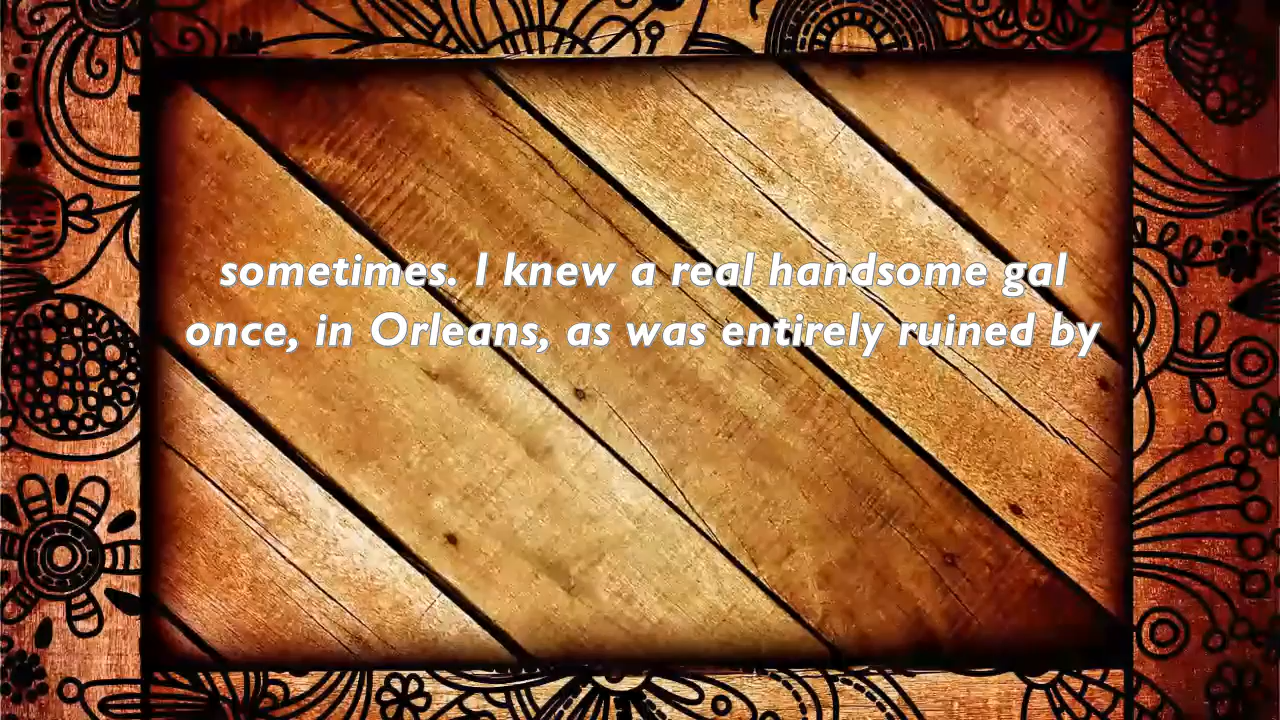 sometimes. I knew a real handsome gal
once, in Orleans, as was entirely ruined by